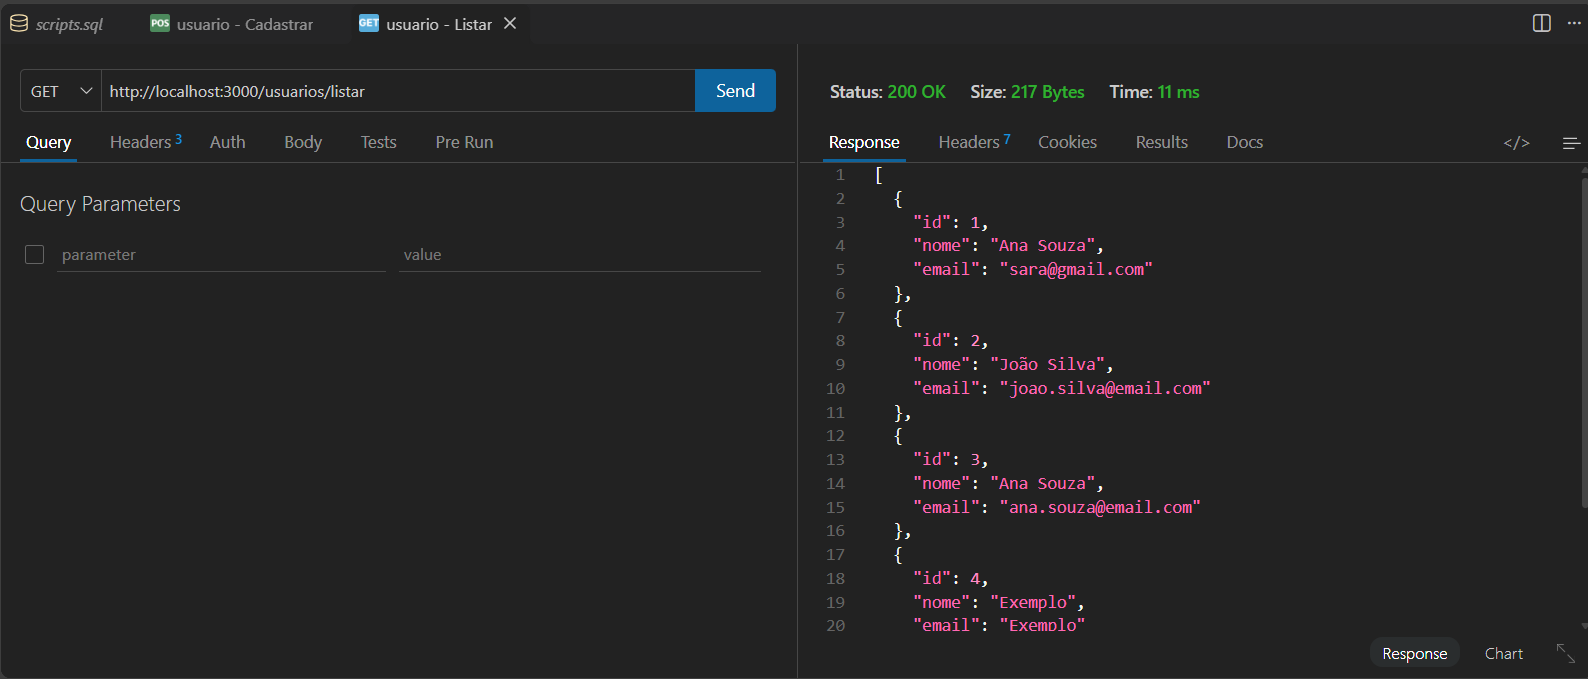 scripts.sql
POS usuario - Cadastrar
GET usuario - Listar
GET
http://localhost:3000/usuarios/listar
Send
Query
Headers 3
Auth
Body
Tests
Pre Run
Query Parameters
parameter
value
Status: 200 OK
Size: 217 Bytes
Time: 11 ms
Response
Headers 7
Cookies
Results
Docs
</>
1 [
2 {
3 "id": 1,
4 "nome": "Ana Souza",
5 "email": "sara@gmail.com"
6 },
7 {
8 "id": 2,
9 "nome": "João Silva",
10 "email": "joao.silva@email.com"
11 },
12 {
13 "id": 3,
14 "nome": "Ana Souza",
15 "email": "ana.souza@email.com"
16 },
17 {
18 "id": 4,
19 "nome": "Exemplo",
20 "email": "Exemplo"
Response
Chart